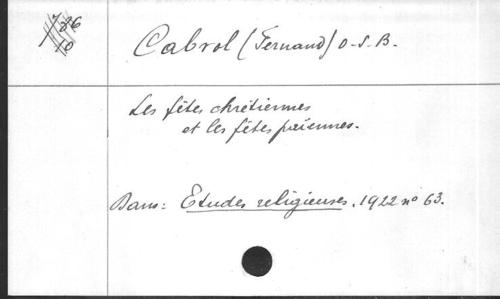 Cabrol (Fernand) O.S.B.
Les fêtes chrétiennes
et les fêtes païennes.
Dans: Etudes religieuses, 1922 n° 63.